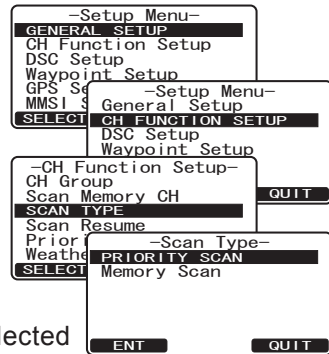 -Setup Menu-
GENERAL SETUP
CH Function Setup
DSC Setup
Waypoint Setup
GPS Se
MMSI S
SELECT
-Setup Menu-
General Setup
CH FUNCTION SETUP
DSC Setup
Waypoint Setup
QUIT
-CH Function Setup-
CH Group
Scan Memory CH
SCAN TYPE
Scan Resume
Priori
Weathe
SELECT
-Scan Type-
PRIORITY SCAN
Memory Scan
ENT QUIT
lected